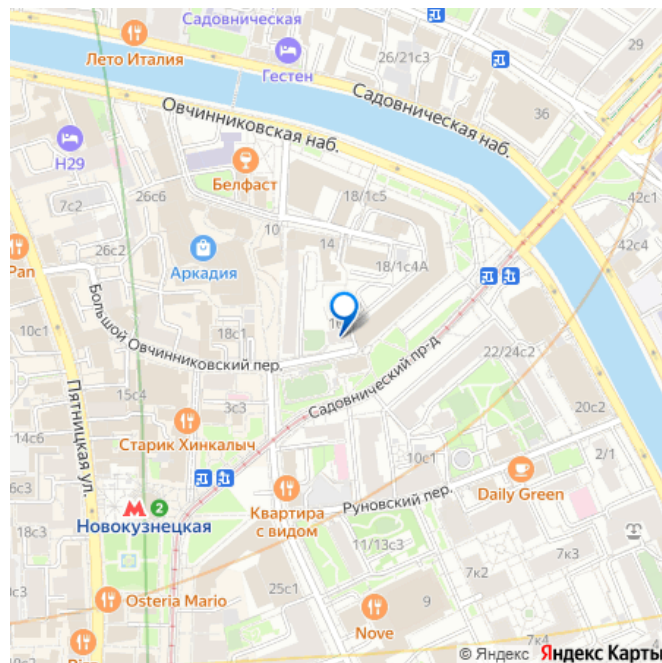 Садовническая
Лето Италия
Гестен
26/21с3
29
Садовническая наб.
36
Овчинниковская наб.
Н29
Белфаст
7с2
26с6
18/1с5
42с1
10
14
26с2
42с4
Pan
Аркадия
18/1с4А
Большой Овчинниковский пер.
10с1
18с1
Садовнический пр-д
22/24с2
Пятницкая ул.
15с4
3с3
20с2
14с6
Старик Хинкалыч
10с1
2/1
6с3
Квартира
с видом
Руновский пер.
Daily Green
М 2
Новокузнецкая
18с3
11/13с3
7к3
25с1
7к2
8с3
Osteria Mario
9
Nove
7к4
© Яндекс Яндекс Карты